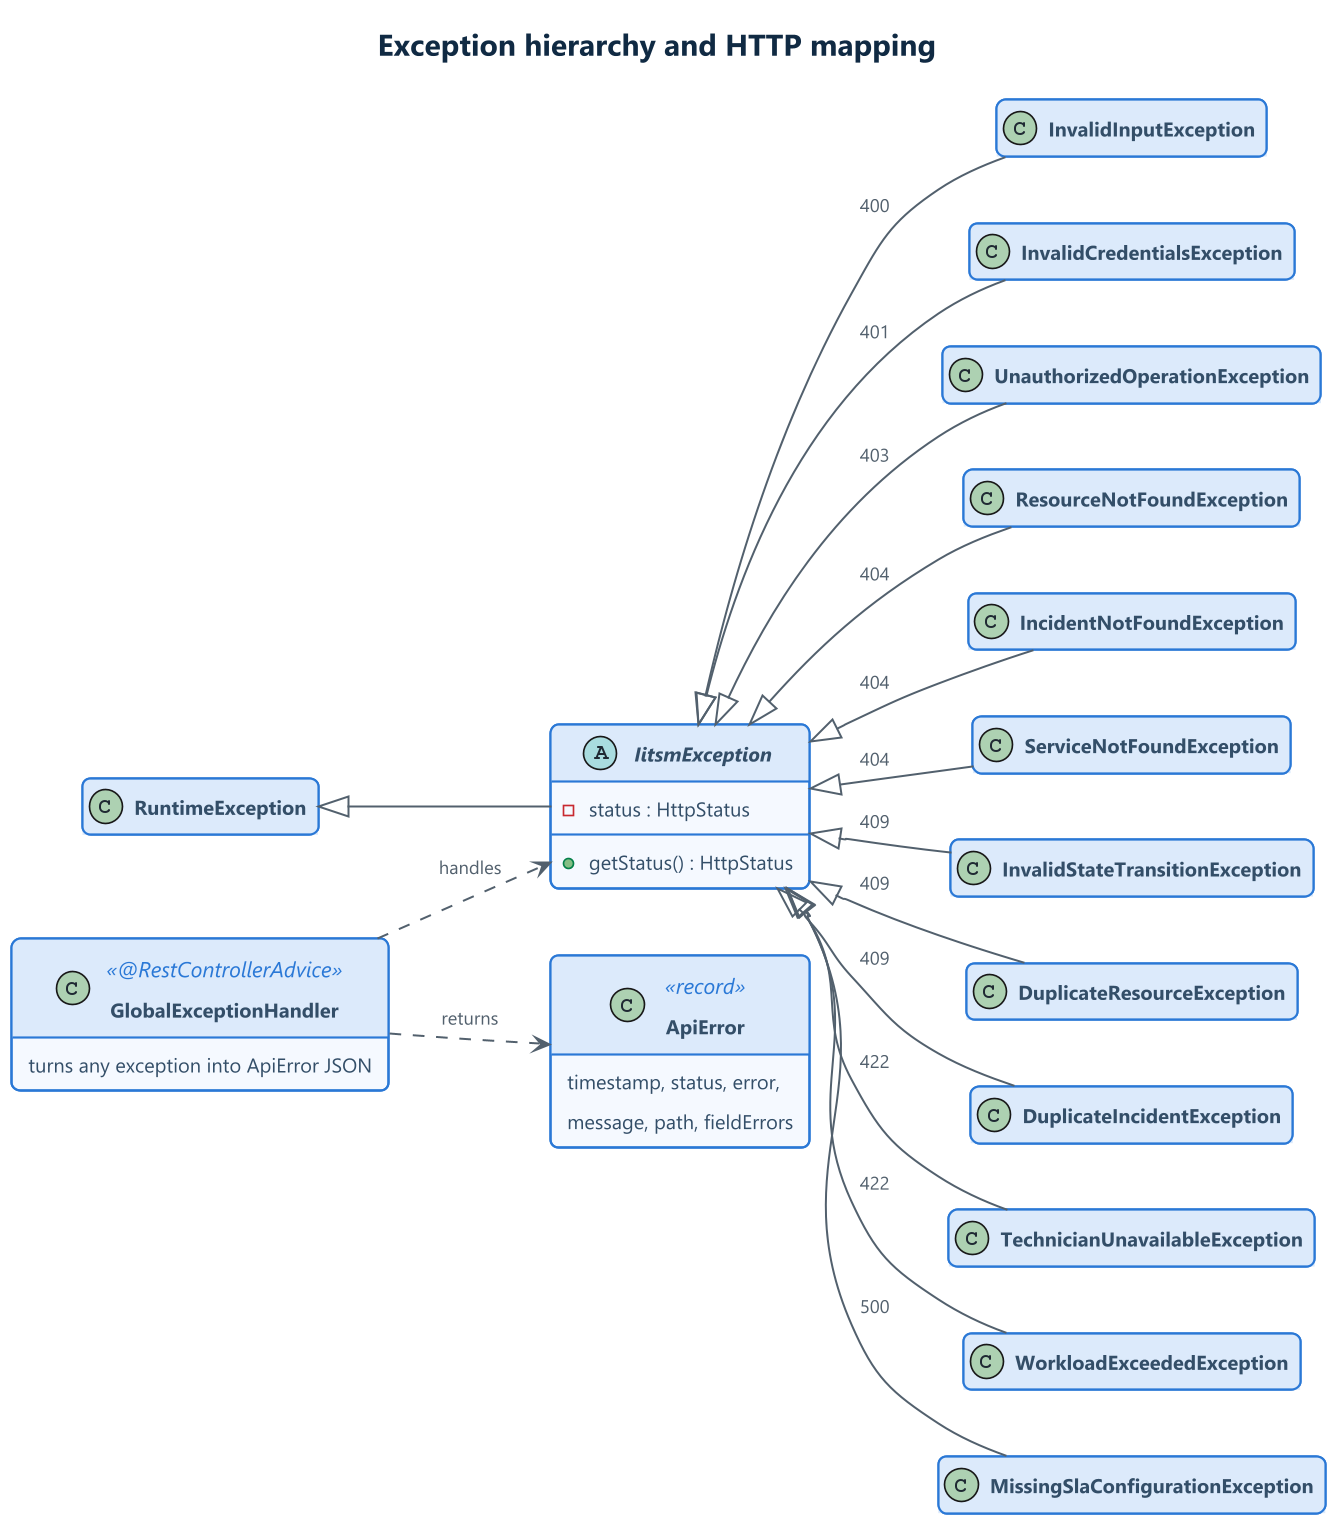 Exception hierarchy and HTTP mapping
C InvalidInputException
400
C InvalidCredentialsException
401
C UnauthorizedOperationException
403
C ResourceNotFoundException
404
C IncidentNotFoundException
404
C ServiceNotFoundException
404
A IitsmException
status : HttpStatus
getStatus() : HttpStatus
C RuntimeException
409
C InvalidStateTransitionException
handles
409
C DuplicateResourceException
409
C DuplicateIncidentException
«@RestControllerAdvice»
C GlobalExceptionHandler
turns any exception into ApiError JSON
returns
«record»
C ApiError
timestamp, status, error,
message, path, fieldErrors
422
C TechnicianUnavailableException
422
C WorkloadExceededException
500
C MissingSlaConfigurationException